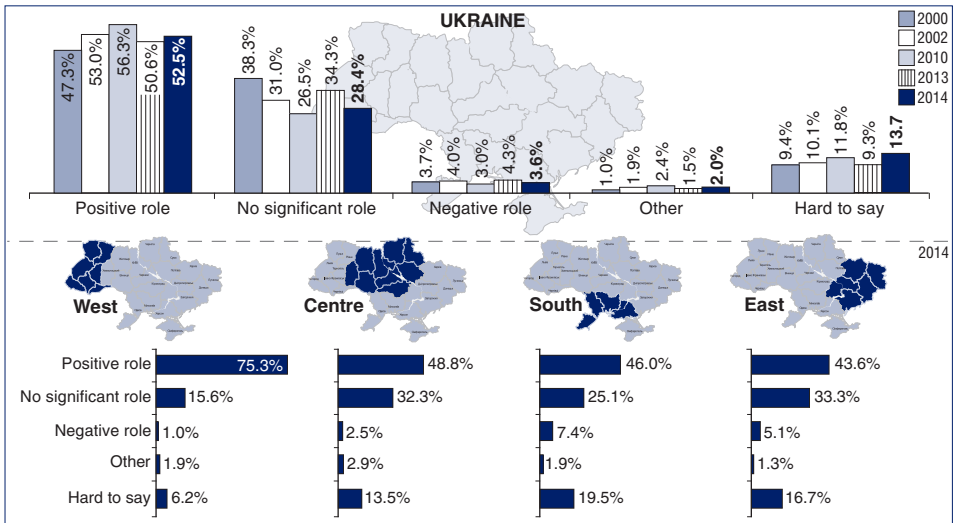 UKRAINE
2000
2002
2010
2013
2014
47.3% 53.0% 56.3% 50.6% 52.5%
38.3% 31.0% 26.5% 34.3% 28.4%
3.7% 4.0% 3.0% 4.3% 3.6%
1.0% 1.9% 2.4% 1.5% 2.0%
9.4% 10.1% 11.8% 9.3% 13.7
Positive role No significant role Negative role Other Hard to say
2014
West Centre South East
Positive role 75.3% 48.8% 46.0% 43.6%
No significant role 15.6% 32.3% 25.1% 33.3%
Negative role 1.0% 2.5% 7.4% 5.1%
Other 1.9% 2.9% 1.9% 1.3%
Hard to say 6.2% 13.5% 19.5% 16.7%